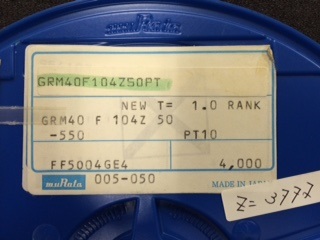 GRM40F104Z50PT
NEW T= 1.0 RANK
GRM40 F 104Z 50
-550 PT10
FF5004GE4 4,000
muRata 005-050 MADE IN JAPAN
Z=3777